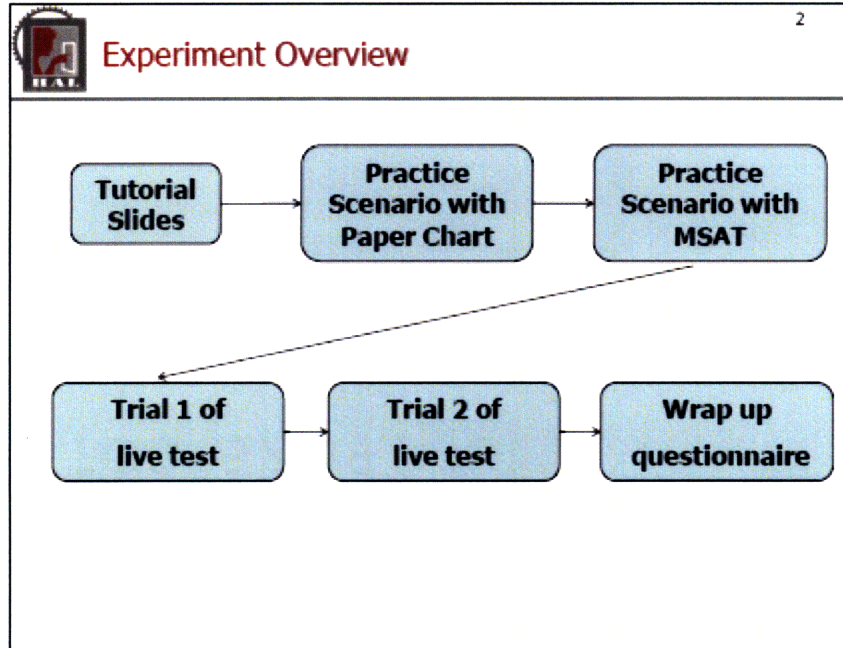 2
HAL
Experiment Overview
Tutorial
Slides
Practice
Scenario with
Paper Chart
Practice
Scenario with
MSAT
Trial 1 of
live test
Trial 2 of
live test
Wrap up
questionnaire